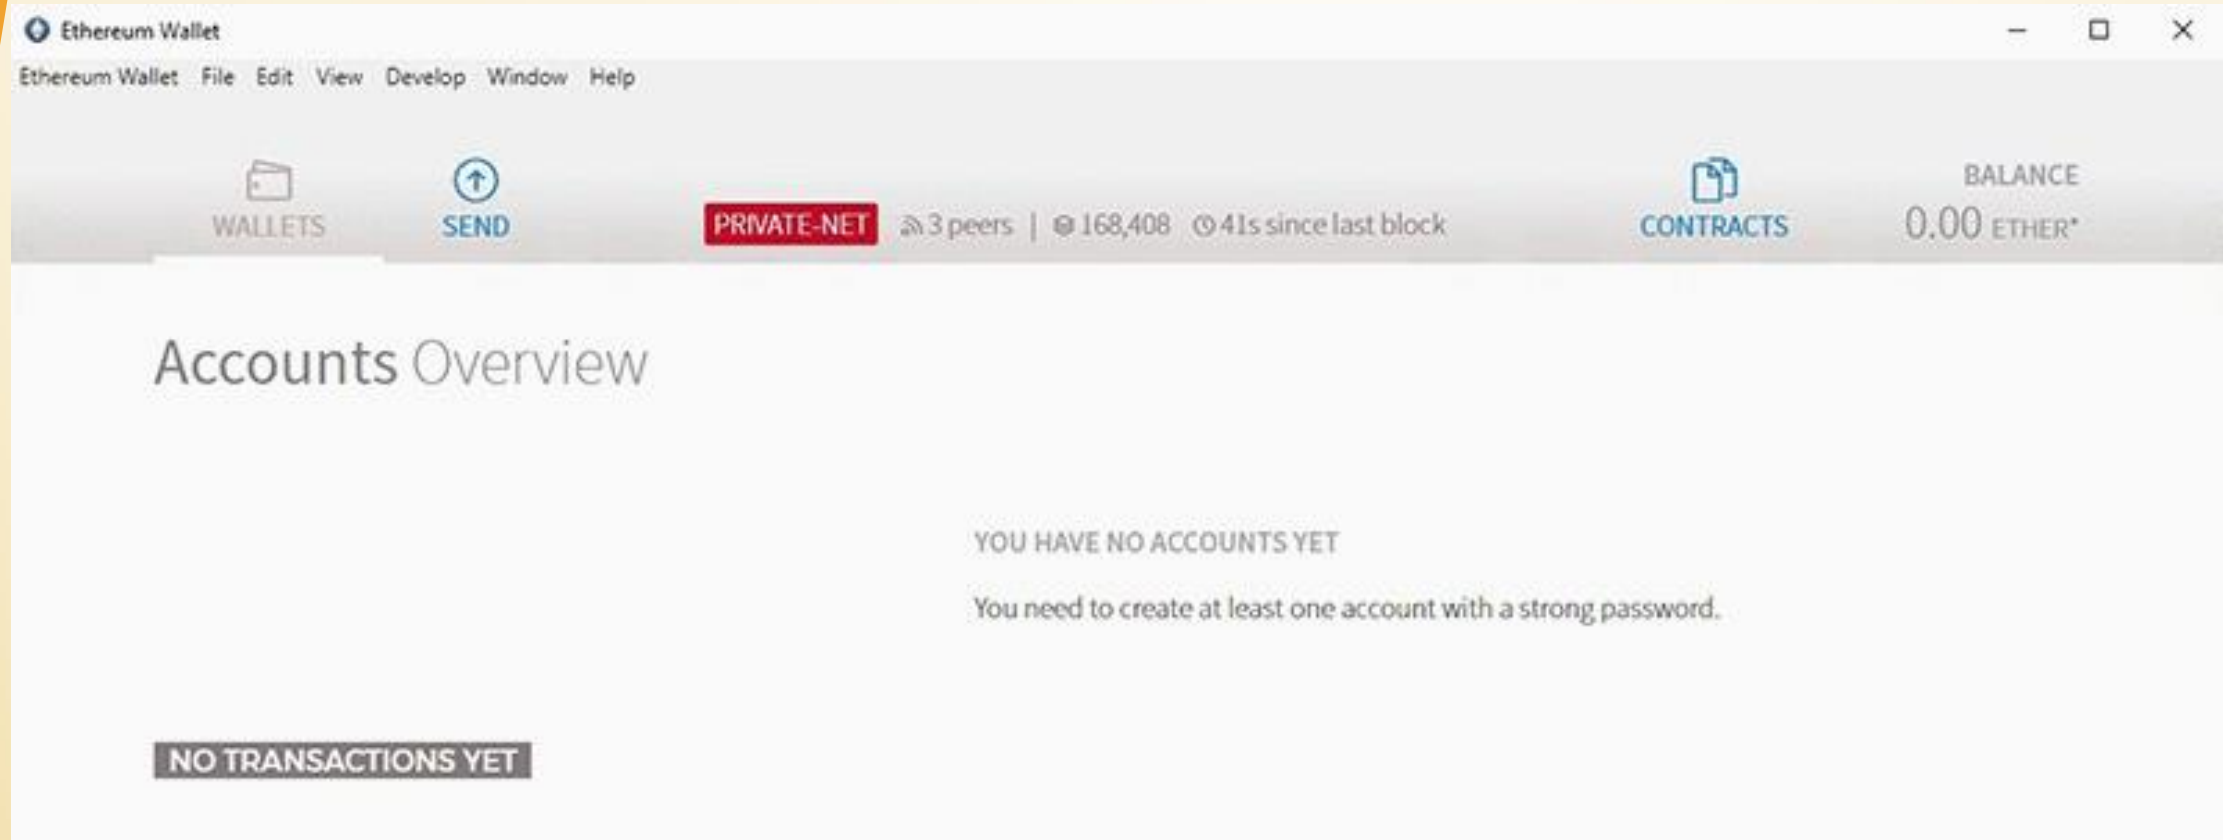 Ethereum Wallet
Ethereum Wallet File Edit View Develop Window Help
WALLETS
SEND
PRIVATE-NET 3 peers | 168,408 41s since last block
CONTRACTS
BALANCE
0.00 ETHER*
Accounts Overview
YOU HAVE NO ACCOUNTS YET
You need to create at least one account with a strong password.
NO TRANSACTIONS YET